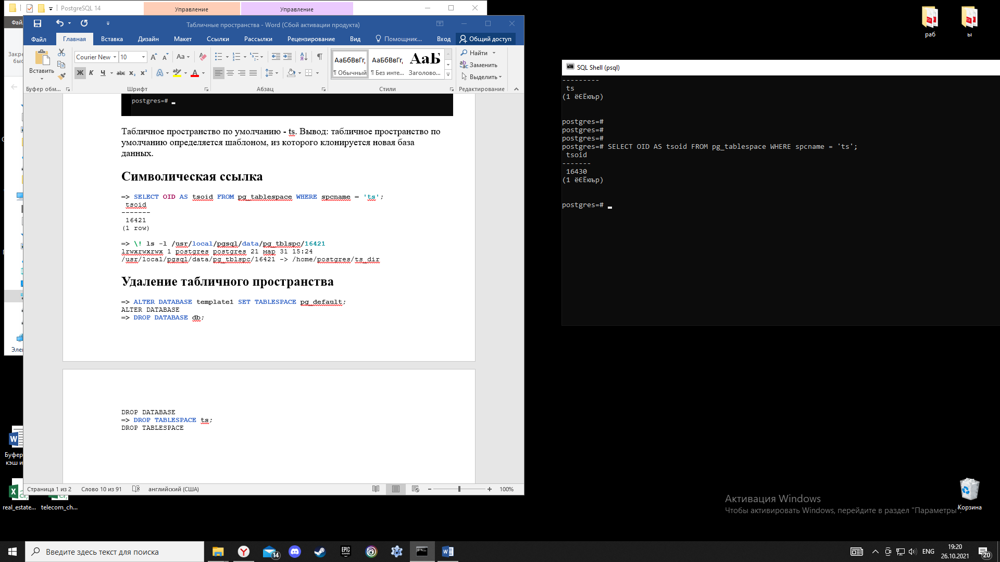 PostgreSQL 14
Управление
Управление
Табличные пространства - Word (Сбой активации продукта)
Файл
Главная
Вставка
Дизайн
Макет
Ссылки
Рассылки
Рецензирование
Вид
Помощник...
Вход
Общий доступ
Вставить
Буфер обм...
Courier New
10
Aa
Ж К Ч abc x₂ x²
Шрифт
Абзац
АаБбВвГг,
¶ Обычный
АаБбВвГг,
¶ Без инте...
АаБ
Заголово...
Стили
Найти
Заменить
Выделить
Редактирование
postgres=#
Табличное пространство по умолчанию - ts. Вывод: табличное пространство по
умолчанию определяется шаблоном, из которого клонируется новая база
данных.
Символическая ссылка
=> SELECT OID AS tsoid FROM pg_tablespace WHERE spcname = 'ts';
tsoid
-------
16421
(1 row)
=> \! ls -l /usr/local/pgsql/data/pg_tblspc/16421
lrwxrwxrwx 1 postgres postgres 21 мар 31 15:24
/usr/local/pgsql/data/pg_tblspc/16421 -> /home/postgres/ts_dir
Удаление табличного пространства
=> ALTER DATABASE template1 SET TABLESPACE pg_default;
ALTER DATABASE
=> DROP DATABASE db;
DROP DATABASE
=> DROP TABLESPACE ts;
DROP TABLESPACE
Страница 1 из 2
Слово 10 из 91
английский (США)
100%
SQL Shell (psql)
---------
ts
(1 ёЄЁюър)
postgres=#
postgres=#
postgres=#
postgres=# SELECT OID AS tsoid FROM pg_tablespace WHERE spcname = 'ts';
tsoid
-------
16430
(1 ёЄЁюър)
postgres=#
раб
ы
Буфер
кэш и
real_estate...
telecom_ch...
Корзина
Активация Windows
Чтобы активировать Windows, перейдите в раздел "Параметры".
Введите здесь текст для поиска
14
EPIC
GAMES
ENG
19:20
26.10.2021
20